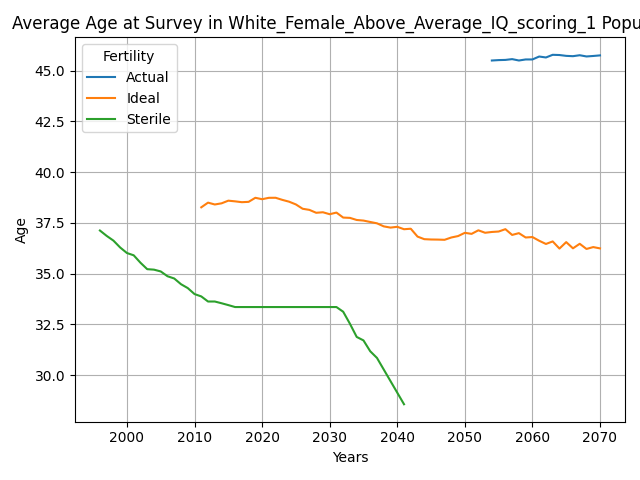 Average Age at Survey in White_Female_Above_Average_IQ_scoring_1 Popu
Fertility
Actual
Ideal
Sterile
45.0
42.5
40.0
37.5
35.0
32.5
30.0
Age
2000 2010 2020 2030 2040 2050 2060 2070
Years